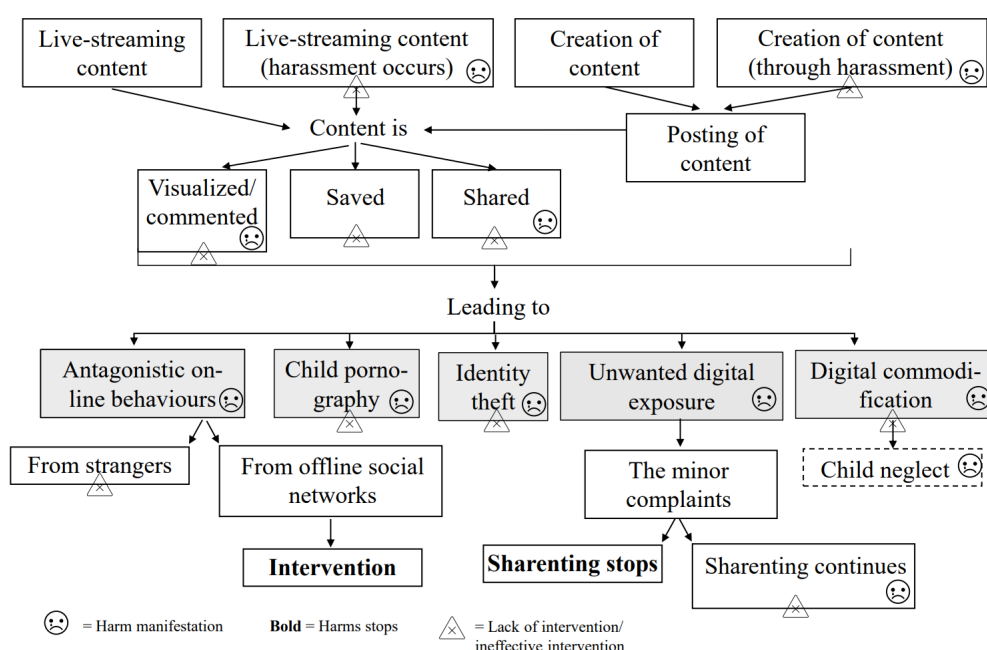 Live-streaming
content
Live-streaming content
(harassment occurs)
Creation of
content
Creation of content
(through harassment)
Content is
Posting of
content
Visualized/
commented
Saved
Shared
Leading to
Antagonistic on-
line behaviours
Child porno-
graphy
Identity
theft
Unwanted digital
exposure
Digital commodi-
fication
From strangers
From offline social
networks
The minor
complaints
Child neglect
Intervention
Sharenting stops
Sharenting continues
= Harm manifestation
Bold = Harms stops
= Lack of intervention/
ineffective intervention